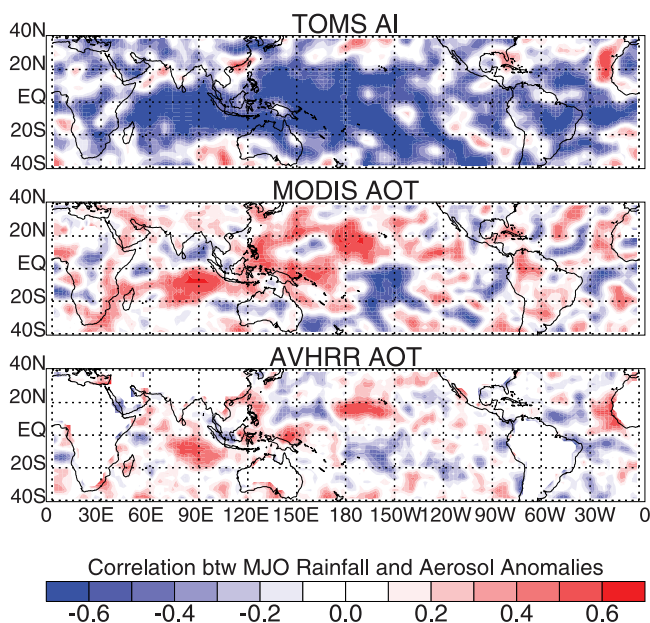 TOMS AI
40N
20N
EQ
20S
40S
MODIS AOT
40N
20N
EQ
20S
40S
AVHRR AOT
40N
20N
EQ
20S
40S
0 30E 60E 90E 120E 150E 180 150W 120W 90W 60W 30W 0
Correlation btw MJO Rainfall and Aerosol Anomalies
-0.6 -0.4 -0.2 0.0 0.2 0.4 0.6